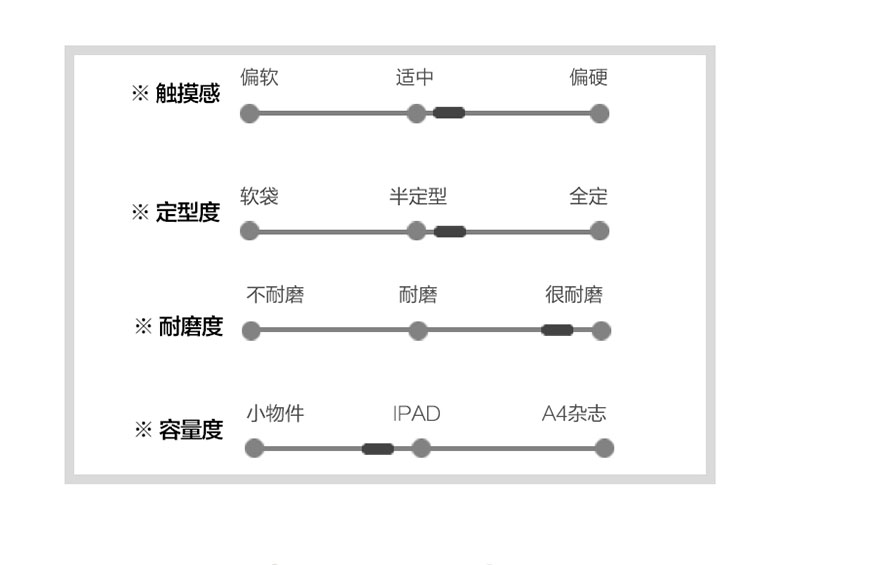 偏软 适中 偏硬
※ 触摸感
软袋 半定型 全定
※ 定型度
不耐磨 耐磨 很耐磨
※ 耐磨度
小物件 IPAD A4杂志
※ 容量度